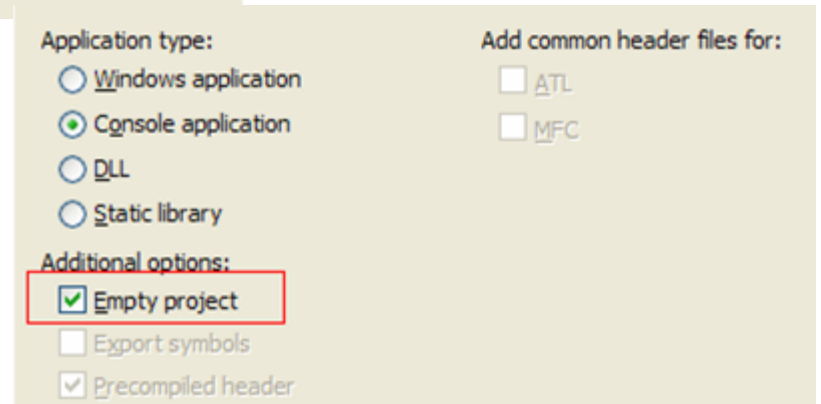 Application type:
Windows application
Console application
DLL
Static library
Add common header files for:
ATL
MFC
Additional options:
Empty project
Export symbols
Precompiled header